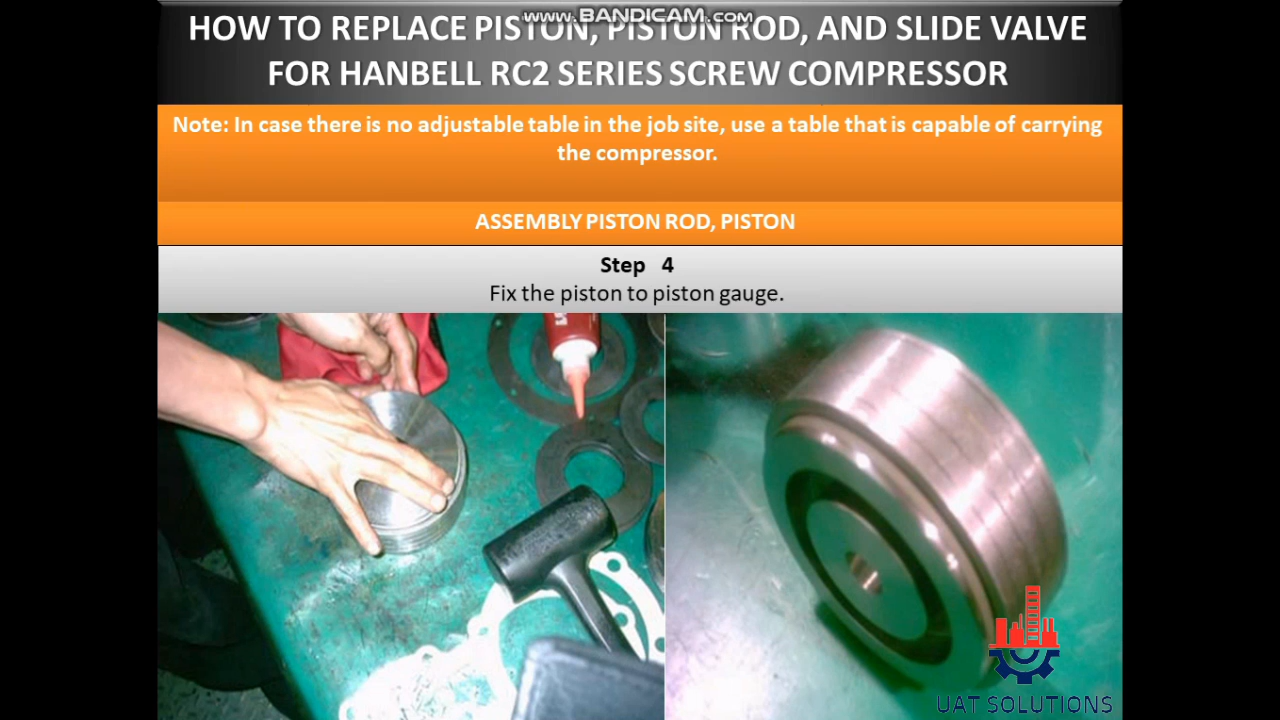 www.BANDICAM.com
HOW TO REPLACE PISTON, PISTON ROD, AND SLIDE VALVE
FOR HANBELL RC2 SERIES SCREW COMPRESSOR
Note: In case there is no adjustable table in the job site, use a table that is capable of carrying
the compressor.
ASSEMBLY PISTON ROD, PISTON
Step 4
Fix the piston to piston gauge.
UAT SOLUTIONS